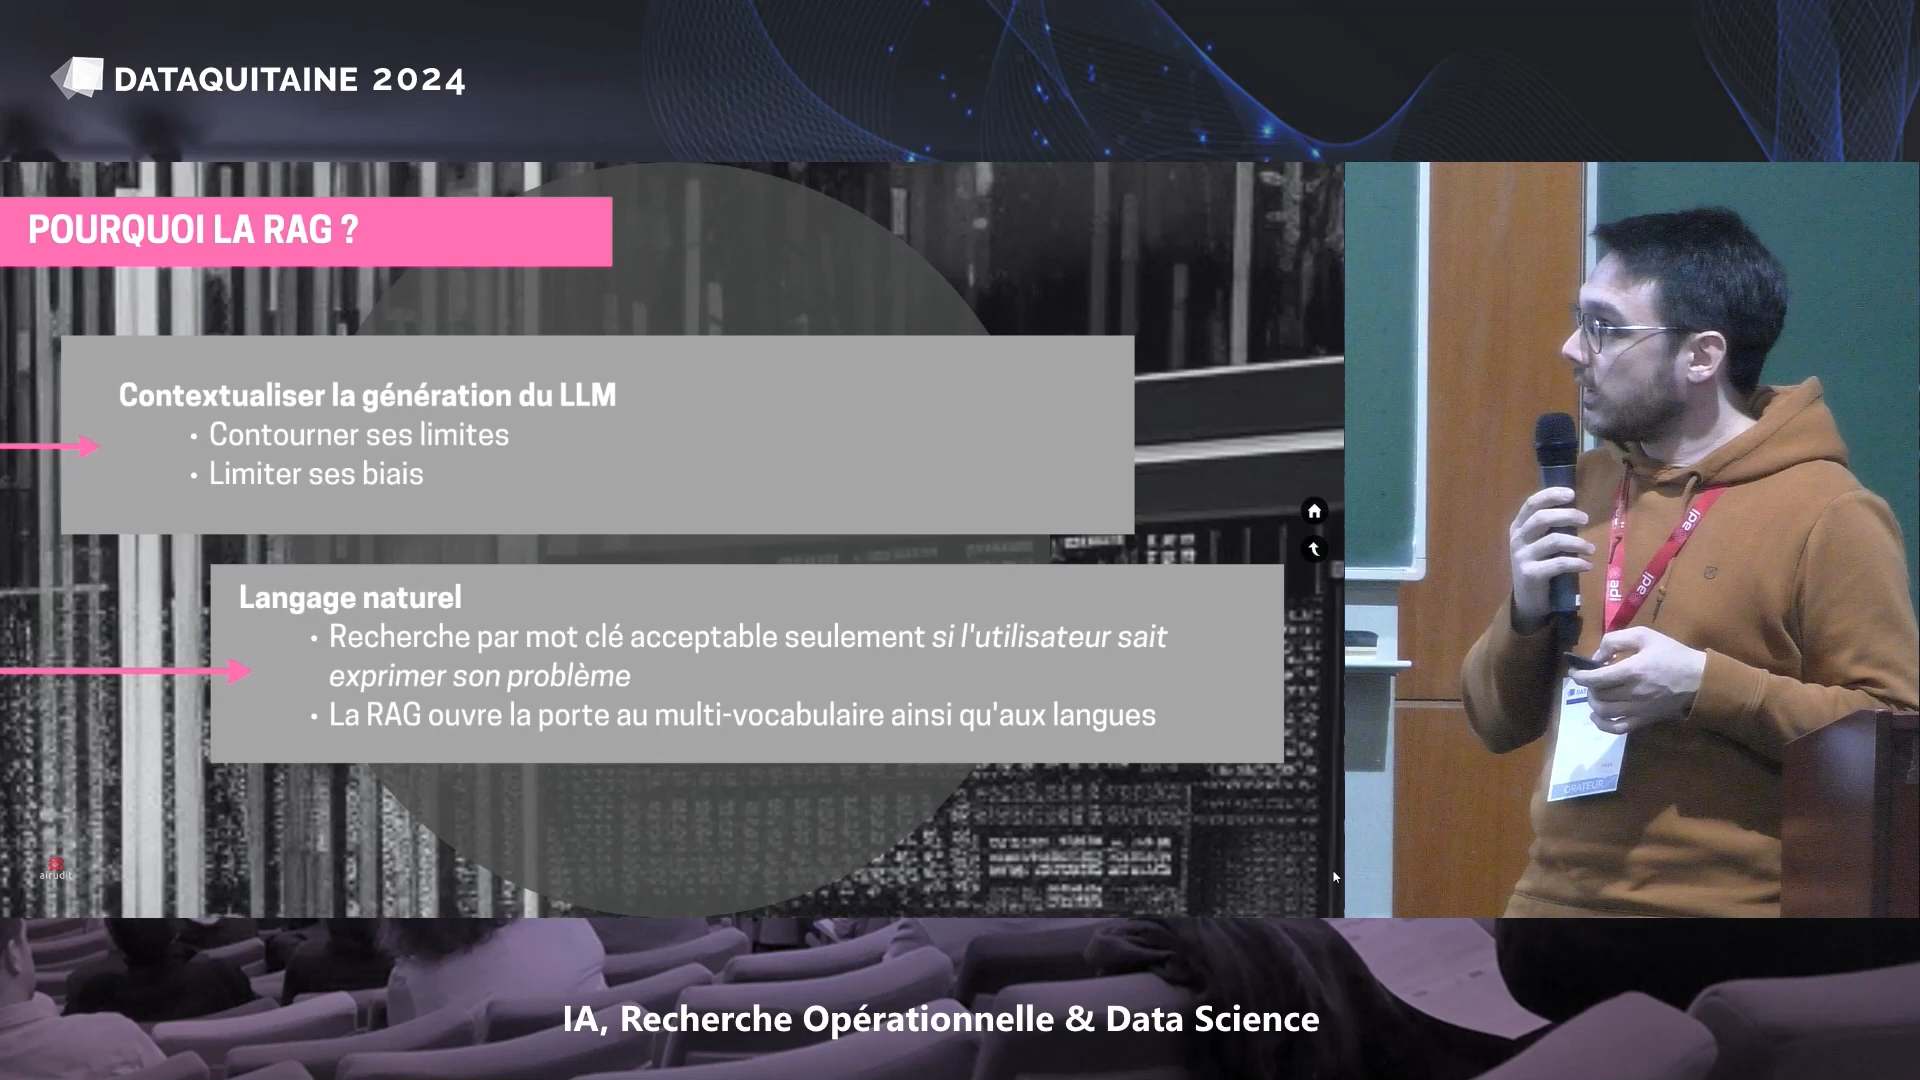 DATAQUITAINE 2024
POURQUOI LA RAG ?
Contextualiser la génération du LLM
• Contourner ses limites
• Limiter ses biais
Langage naturel
• Recherche par mot clé acceptable seulement si l'utilisateur sait
exprimer son problème
• La RAG ouvre la porte au multi-vocabulaire ainsi qu'aux langues
airudit
adi
adi
adi
ORATEUR
IA, Recherche Opérationnelle & Data Science